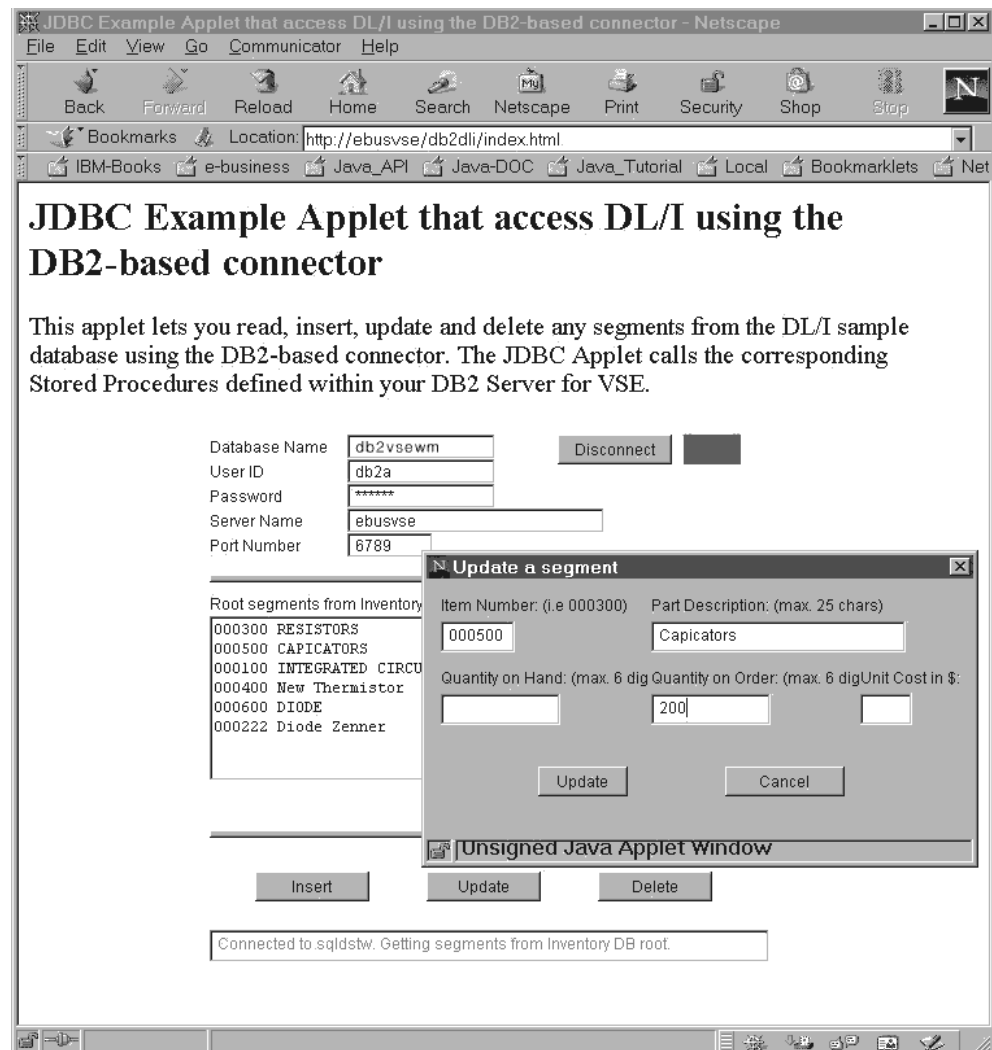 JDBC Example Applet that access DL/I using the DB2-based connector - Netscape
File Edit View Go Communicator Help
Back Forward Reload Home Search Netscape Print Security Shop Stop
My
N
Bookmarks Location: http://ebusvse/db2dli/index.html
IBM-Books e-business Java_API Java-DOC Java_Tutorial Local Bookmarklets Net
JDBC Example Applet that access DL/I using the
DB2-based connector
This applet lets you read, insert, update and delete any segments from the DL/I sample
database using the DB2-based connector. The JDBC Applet calls the corresponding
Stored Procedures defined within your DB2 Server for VSE.
Database Name db2vsewm Disconnect
User ID db2a
Password ******
Server Name ebusvse
Port Number 6789
Root segments from Inventory
000300 RESISTORS
000500 CAPICATORS
000100 INTEGRATED CIRCU
000400 New Thermistor
000600 DIODE
000222 Diode Zenner
N Update a segment
Item Number: (i.e 000300) Part Description: (max. 25 chars)
000500 Capicators
Quantity on Hand: (max. 6 dig Quantity on Order: (max. 6 dig Unit Cost in $:
200
Update Cancel
Unsigned Java Applet Window
Insert Update Delete
Connected to sqldstw. Getting segments from Inventory DB root.